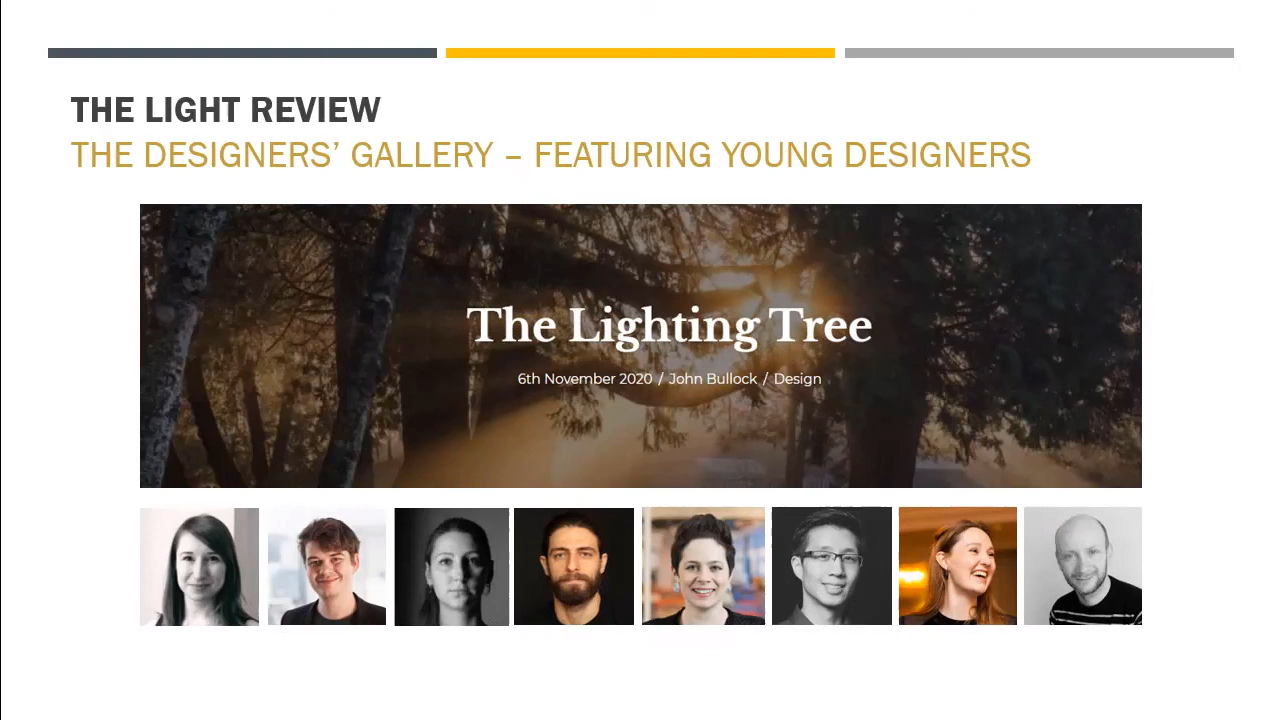 THE LIGHT REVIEW
THE DESIGNERS’ GALLERY – FEATURING YOUNG DESIGNERS
The Lighting Tree
6th November 2020 / John Bullock / Design